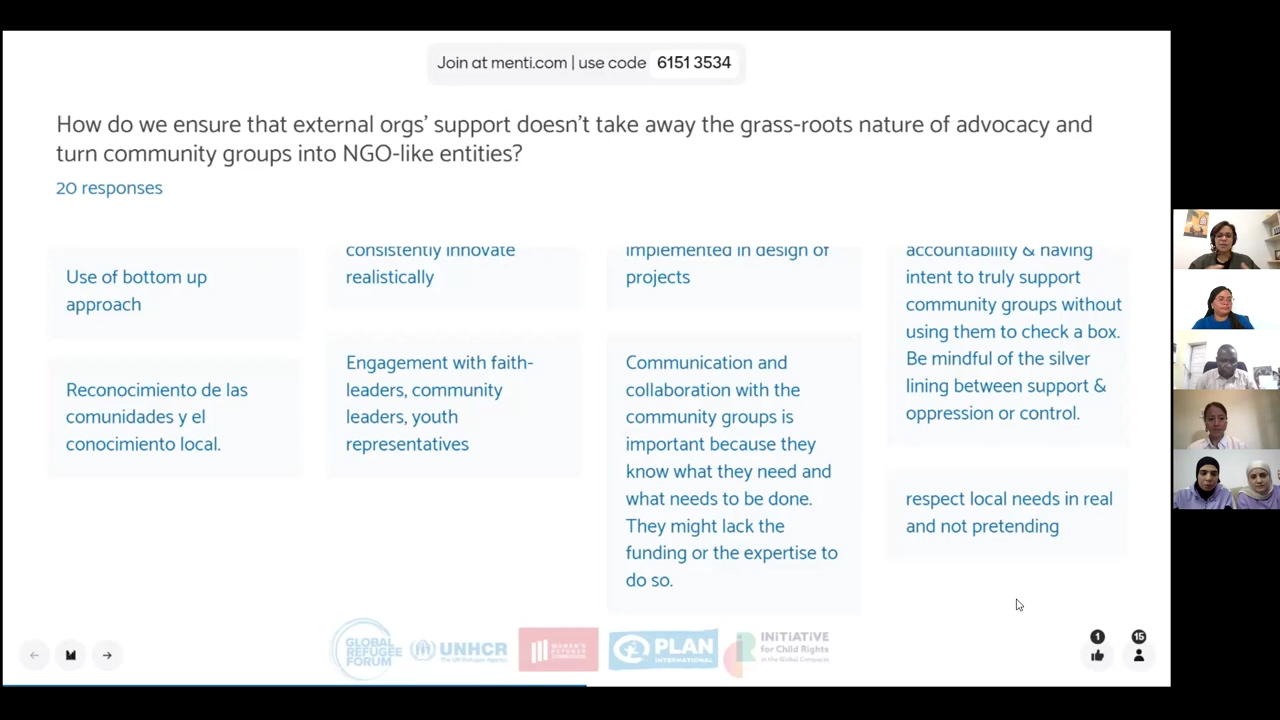 Join at menti.com | use code 6151 3534
How do we ensure that external orgs' support doesn't take away the grass-roots nature of advocacy and
turn community groups into NGO-like entities?
20 responses
Use of bottom up
approach
Reconocimiento de las
comunidades y el
conocimiento local.
consistently innovate
realistically
Engagement with faith-
leaders, community
leaders, youth
representatives
implemented in design of
projects
Communication and
collaboration with the
community groups is
important because they
know what they need and
what needs to be done.
They might lack the
funding or the expertise to
do so.
accountability & having
intent to truly support
community groups without
using them to check a box.
Be mindful of the silver
lining between support &
oppression or control.
respect local needs in real
and not pretending
GLOBAL
REFUGEE
FORUM
UNHCR
The UN Refugee Agency
WOMEN'S
REFUGEE
COMMISSION
PLAN
INTERNATIONAL
INITIATIVE
for Child Rights
in the Global Compacts
1
15